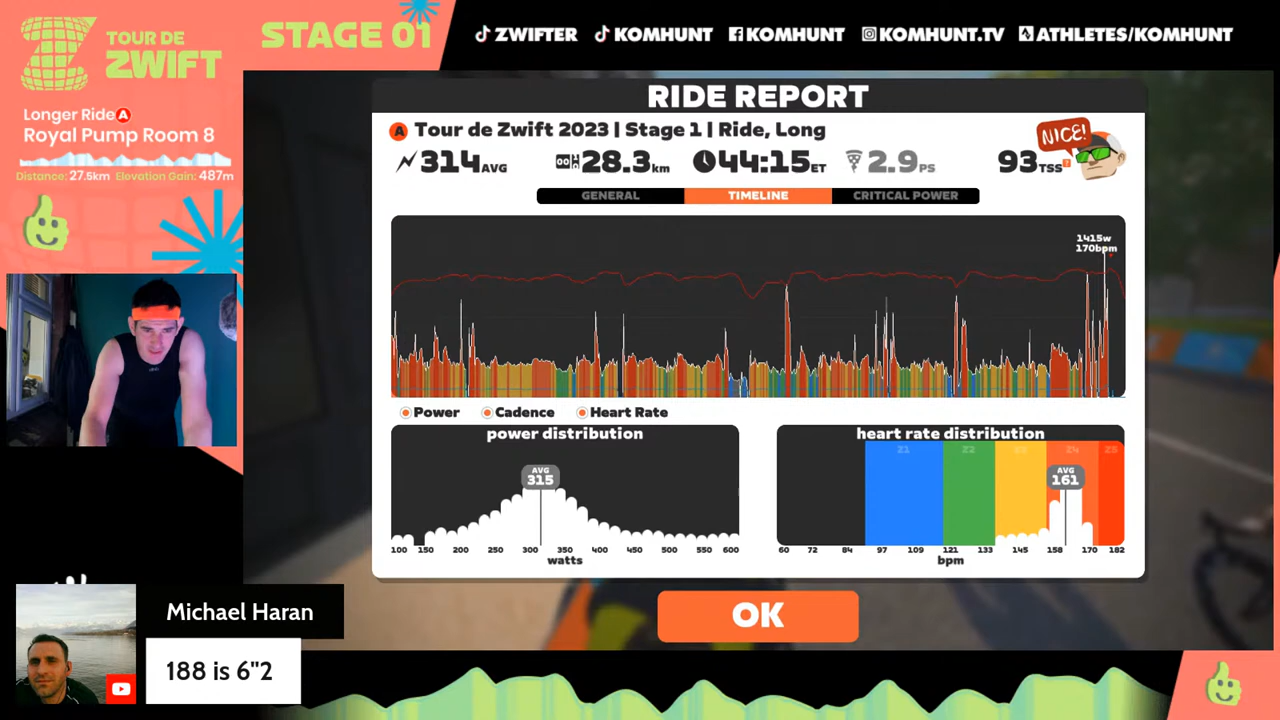 TOUR DE
ZWIFT
STAGE 01
ZWIFTER KOMHUNT KOMHUNT KOMHUNT.TV ATHLETES/KOMHUNT
Longer Ride A
Royal Pump Room 8
Distance: 27.5km Elevation Gain: 487m
RIDE REPORT
A Tour de Zwift 2023 | Stage 1 | Ride, Long
NICE!
314AVG 28.3km 44:15ET 2.9PS 93TSS
GENERAL TIMELINE CRITICAL POWER
1415w
170bpm
Power Cadence Heart Rate
power distribution
AVG
315
100 150 200 250 300 350 400 450 500 550 600
watts
heart rate distribution
Z1 Z2 Z3 Z4 Z5
AVG
161
60 72 84 97 109 121 133 145 158 170 182
bpm
OK
Michael Haran
188 is 6"2